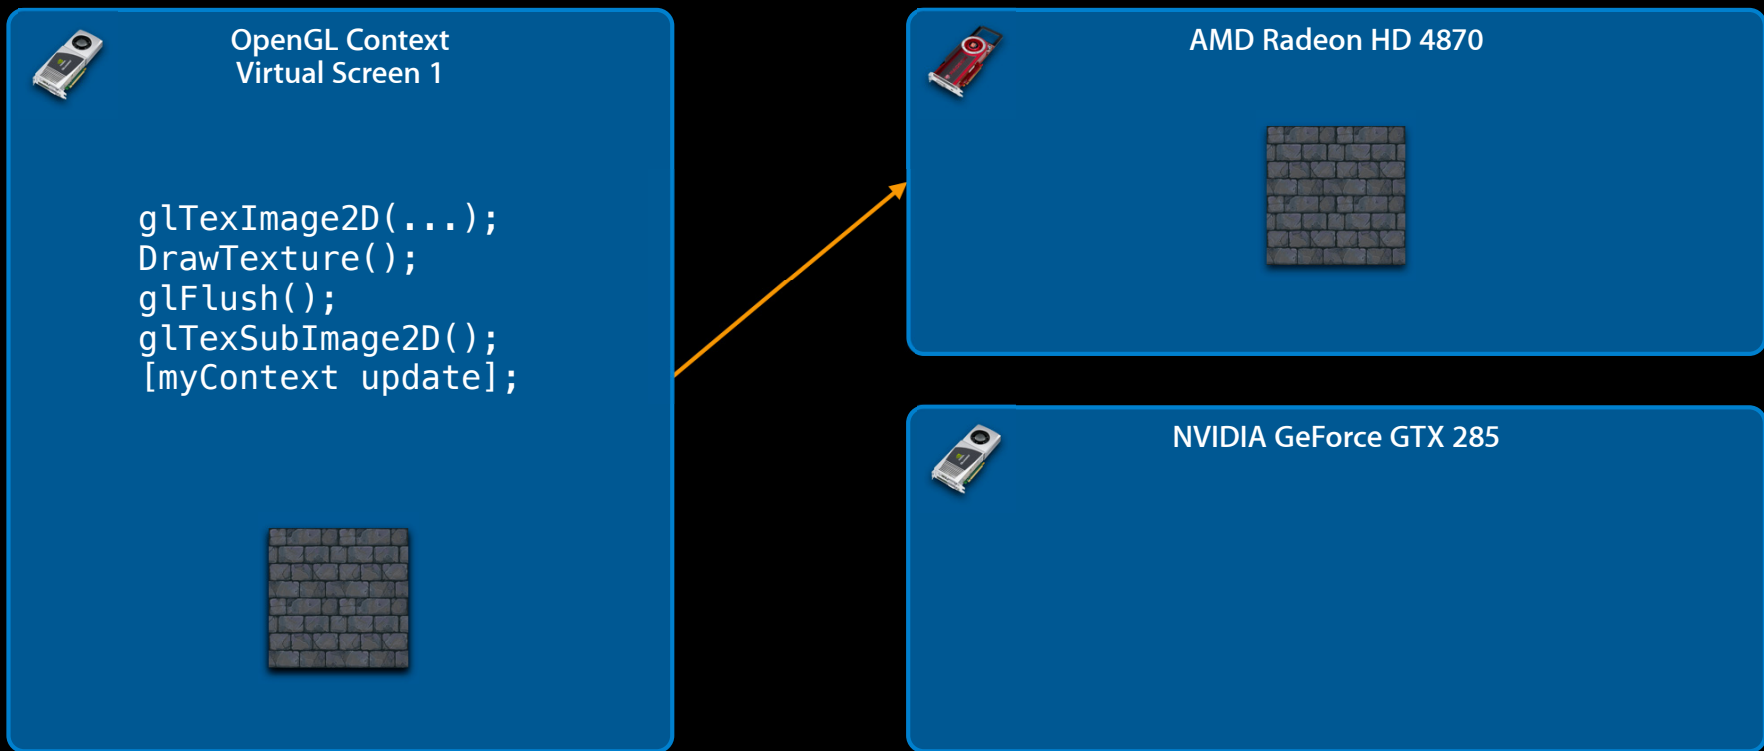 OpenGL Context
Virtual Screen 1
glTexImage2D(...);
DrawTexture();
glFlush();
glTexSubImage2D();
[myContext update];
AMD Radeon HD 4870
NVIDIA GeForce GTX 285